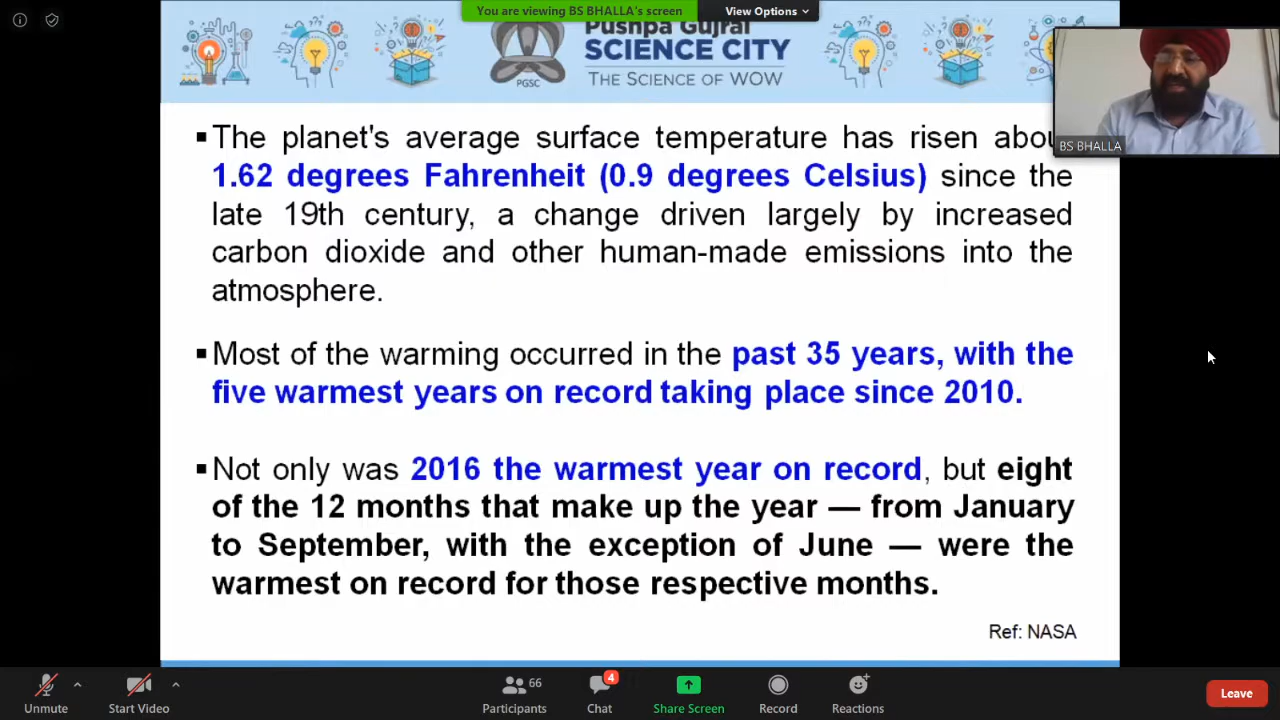 You are viewing BS BHALLA's screen
View Options
Pushpa Gujral
SCIENCE CITY
THE SCIENCE OF WOW
PGSC
BS BHALLA
▪The planet's average surface temperature has risen abou
1.62 degrees Fahrenheit (0.9 degrees Celsius) since the
late 19th century, a change driven largely by increased
carbon dioxide and other human-made emissions into the
atmosphere.
▪Most of the warming occurred in the past 35 years, with the
five warmest years on record taking place since 2010.
▪Not only was 2016 the warmest year on record, but eight
of the 12 months that make up the year — from January
to September, with the exception of June — were the
warmest on record for those respective months.
Ref: NASA
Unmute
Start Video
Participants
66
Chat
4
Share Screen
Record
Reactions
Leave